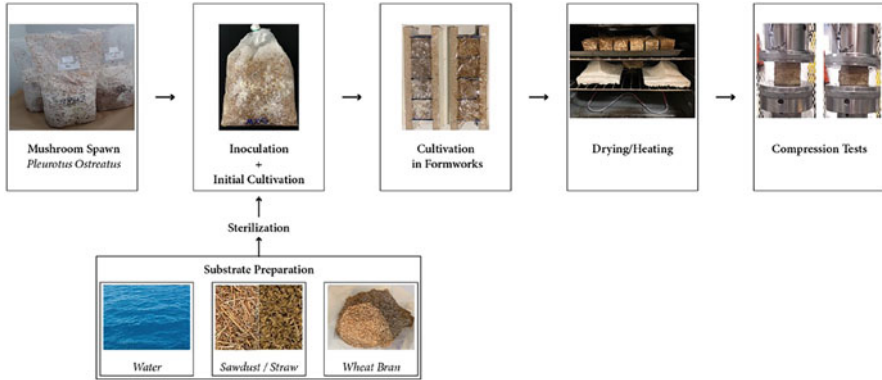 Mushroom Spawn
Pleurotus Ostreatus
Inoculation
+
Initial Cultivation
Cultivation
in Formworks
Drying/Heating
Compression Tests
Sterilization
Substrate Preparation
Water
Sawdust / Straw
Wheat Bran